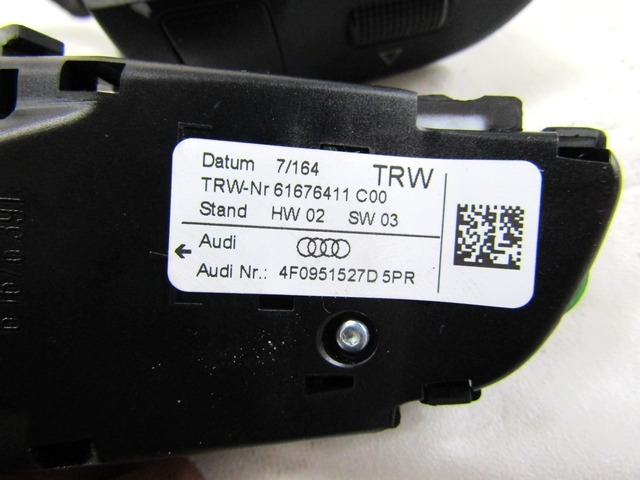 Datum 7/164 TRW
TRW-Nr 61676411 C00
Stand HW 02 SW 03
Audi
Audi Nr.: 4F0951527D 5PR